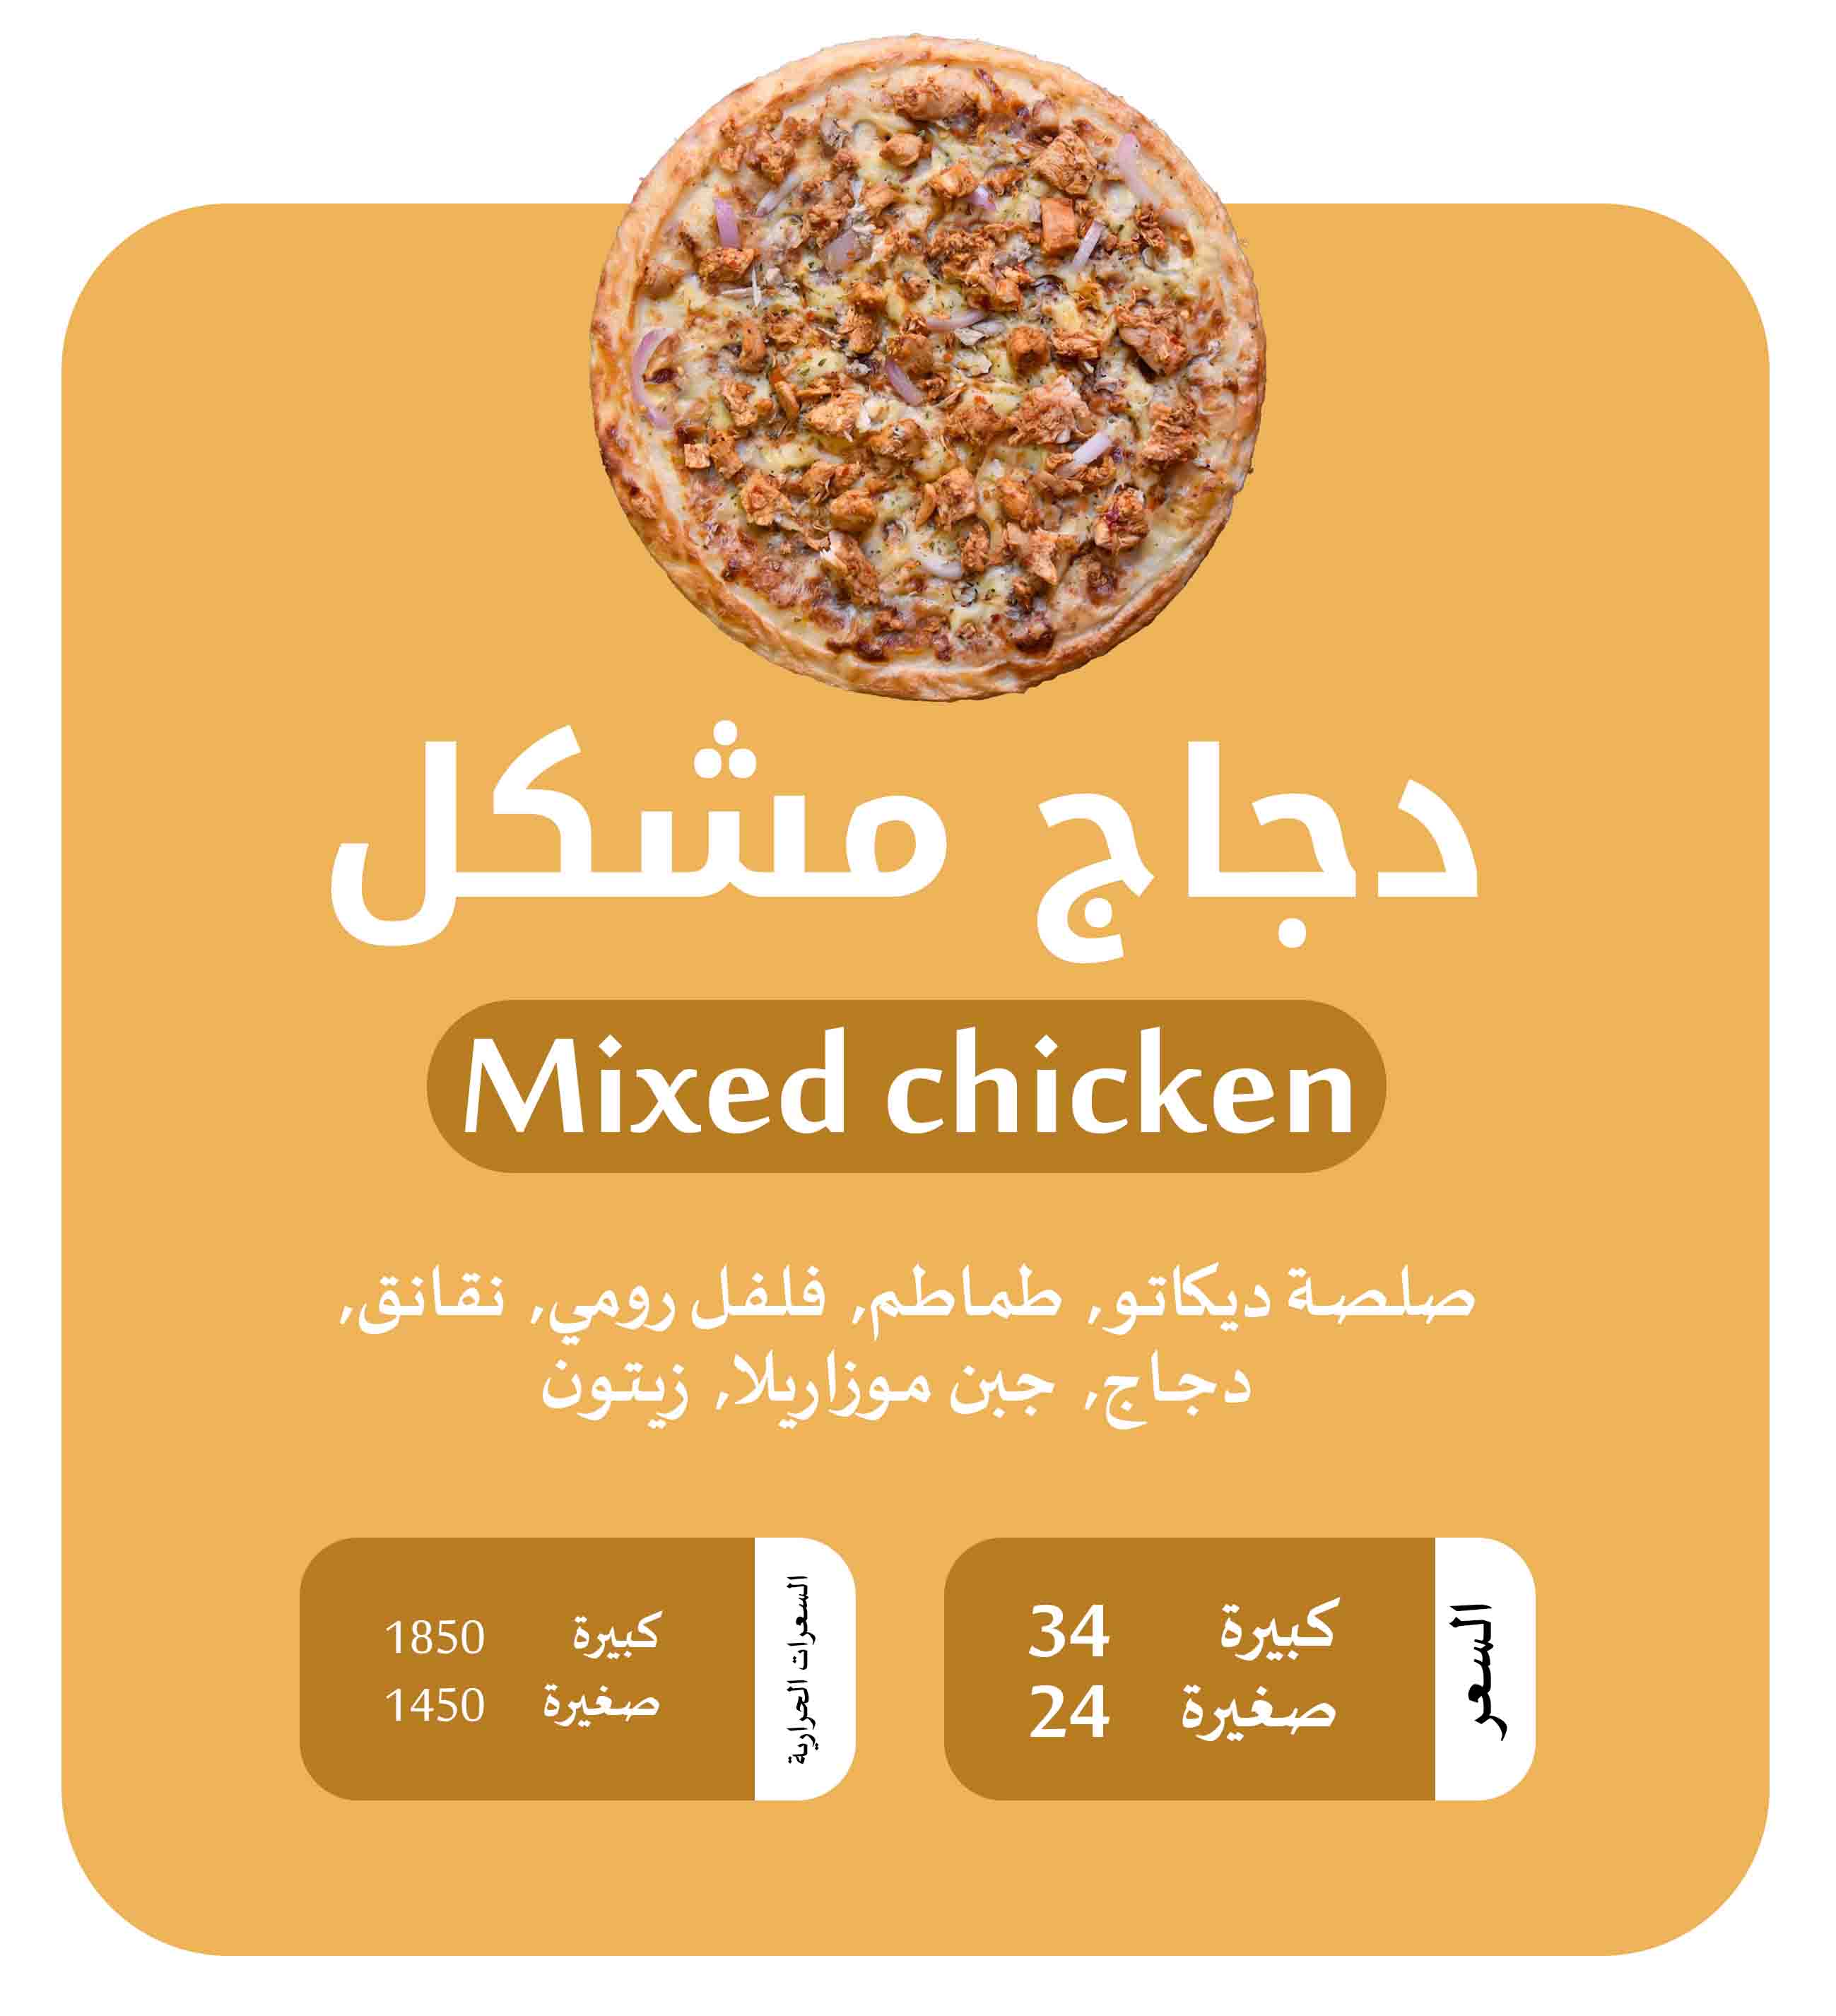 دجاج مشكل
Mixed chicken
صلصة ديكاتو, طماطم, فلفل رومي, نقانق,
دجاج, جبن موزاريلا, زيتون
السعر
كبيرة 34
صغيرة 24
السعرات الحرارية
كبيرة 1850
صغيرة 1450